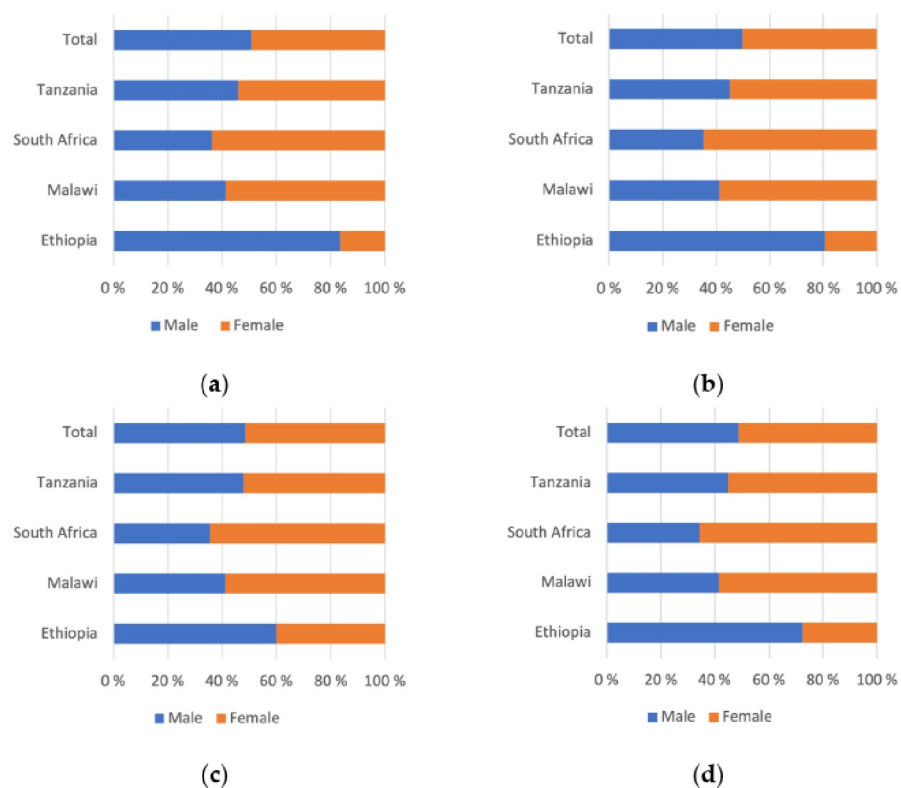 Total
Tanzania
South Africa
Malawi
Ethiopia
0 % 20 % 40 % 60 % 80 % 100 %
Male Female
(a)
Total
Tanzania
South Africa
Malawi
Ethiopia
0 % 20 % 40 % 60 % 80 % 100 %
Male Female
(b)
Total
Tanzania
South Africa
Malawi
Ethiopia
0 % 20 % 40 % 60 % 80 % 100 %
Male Female
(c)
Total
Tanzania
South Africa
Malawi
Ethiopia
0 % 20 % 40 % 60 % 80 % 100 %
Male Female
(d)